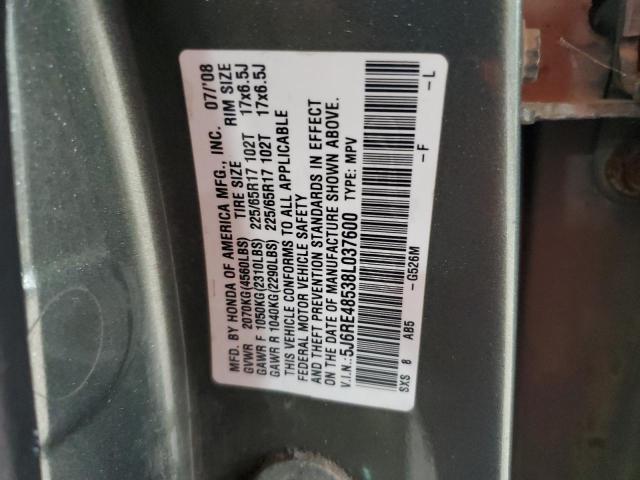 MFD. BY HONDA OF AMERICA MFG., INC. 07/'08
GVWR 2070KG(4560LBS) TIRE SIZE RIM SIZE
GAWR F 1050KG(2310LBS) 225/65R17 102T 17x6.5J
GAWR R 1040KG(2290LBS) 225/65R17 102T 17x6.5J
THIS VEHICLE CONFORMS TO ALL APPLICABLE
FEDERAL MOTOR VEHICLE SAFETY
AND THEFT PREVENTION STANDARDS IN EFFECT
ON THE DATE OF MANUFACTURE SHOWN ABOVE.
V.I.N.:5J6RE48538L037600 TYPE: MPV
SXS 8 AB5 -G526M -F -L